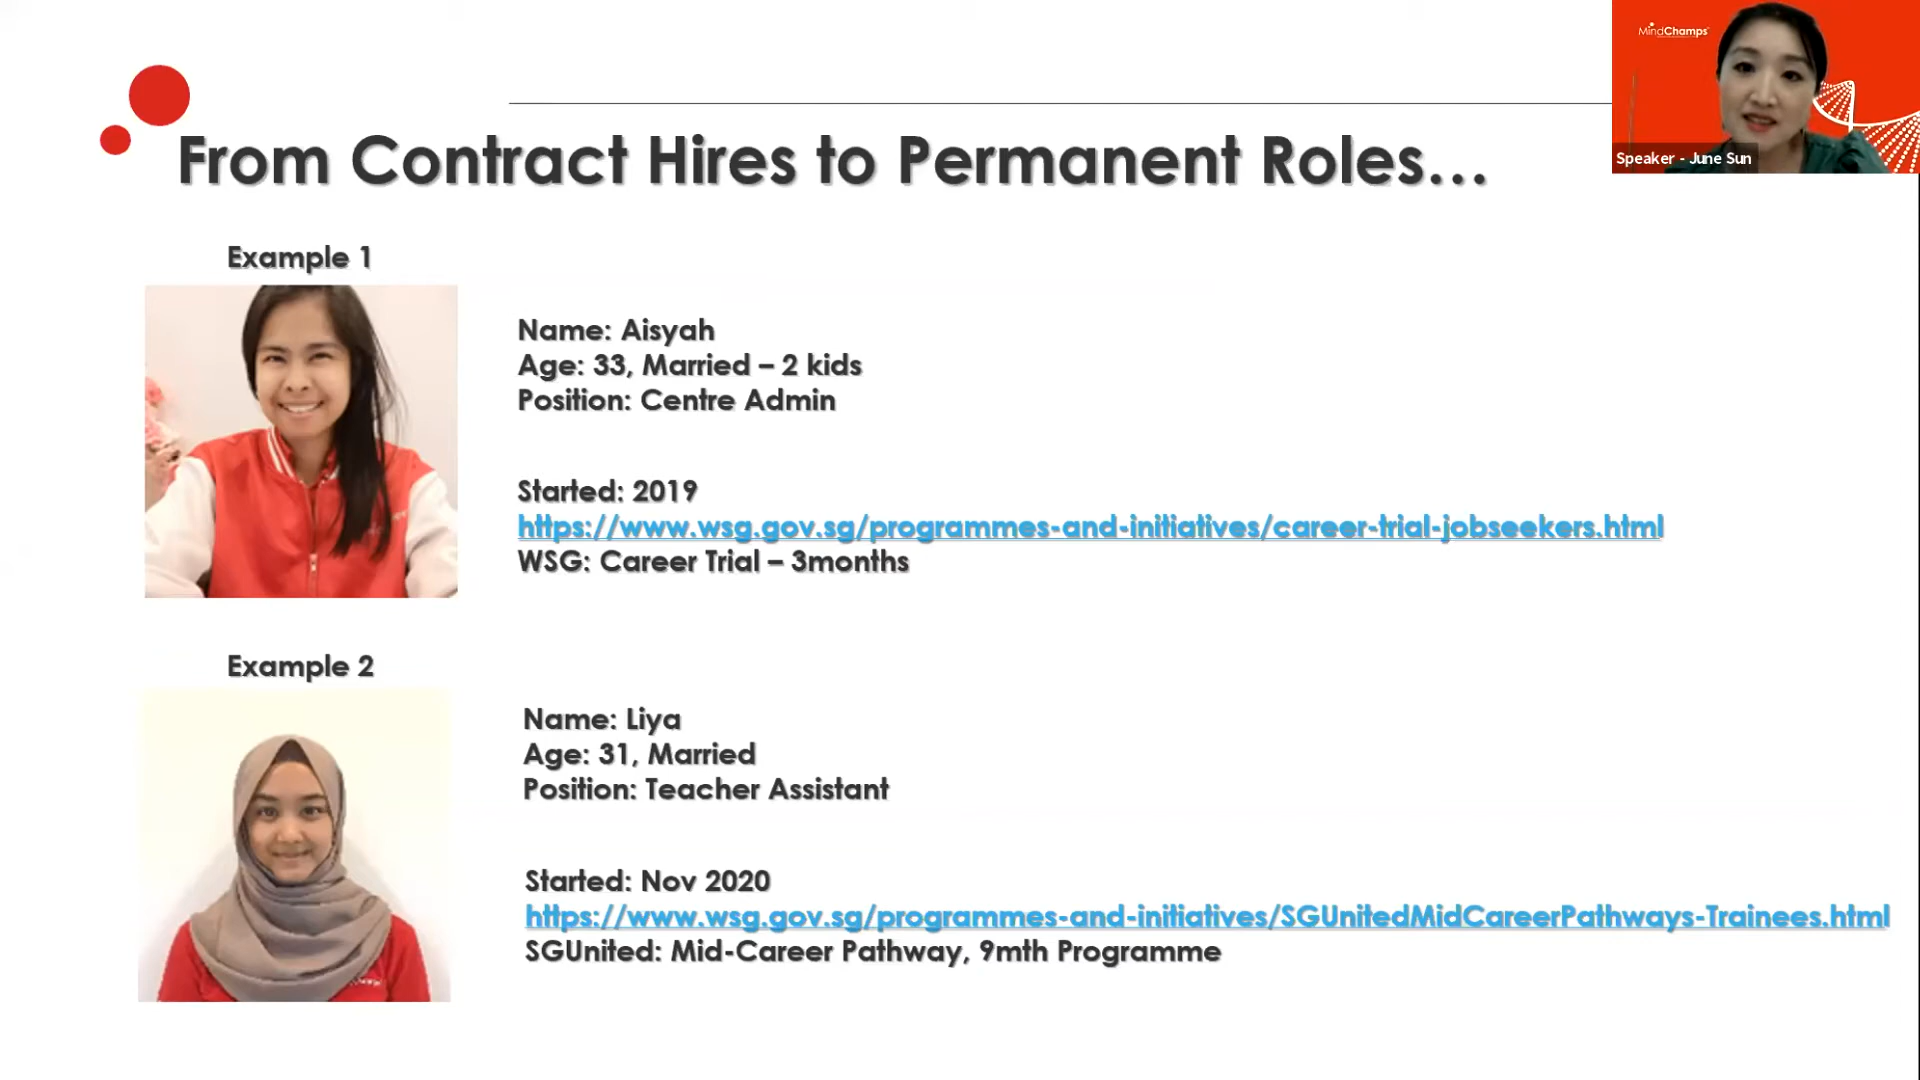 MindChamps
Speaker - June Sun
From Contract Hires to Permanent Roles…
Example 1
Name: Aisyah
Age: 33, Married – 2 kids
Position: Centre Admin
Started: 2019
https://www.wsg.gov.sg/programmes-and-initiatives/career-trial-jobseekers.html
WSG: Career Trial – 3months
Example 2
Name: Liya
Age: 31, Married
Position: Teacher Assistant
Started: Nov 2020
https://www.wsg.gov.sg/programmes-and-initiatives/SGUnitedMidCareerPathways-Trainees.html
SGUnited: Mid-Career Pathway, 9mth Programme